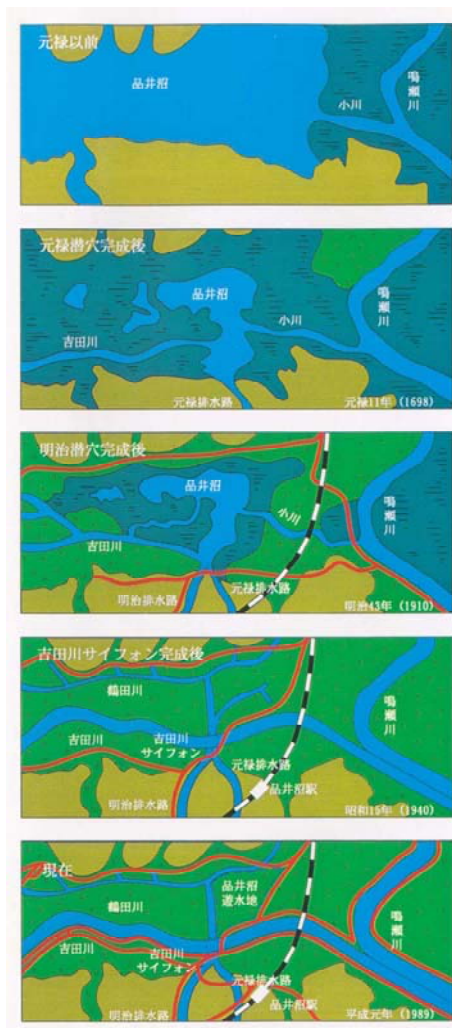 元禄以前
品井沼
小川
鳴瀬川
元禄潜穴完成後
品井沼
小川
鳴瀬川
吉田川
元禄排水路
元禄11年（1698）
明治潜穴完成後
品井沼
小川
鳴瀬川
吉田川
明治排水路
元禄排水路
明治43年（1910）
吉田川サイフォン完成後
鶴田川
鳴瀬川
吉田川
吉田川
サイフォン
元禄排水路
品井沼駅
明治排水路
昭和15年（1940）
現在
鶴田川
品井沼
遊水地
鳴瀬川
吉田川
吉田川
サイフォン
元禄排水路
品井沼駅
明治排水路
平成元年（1989）